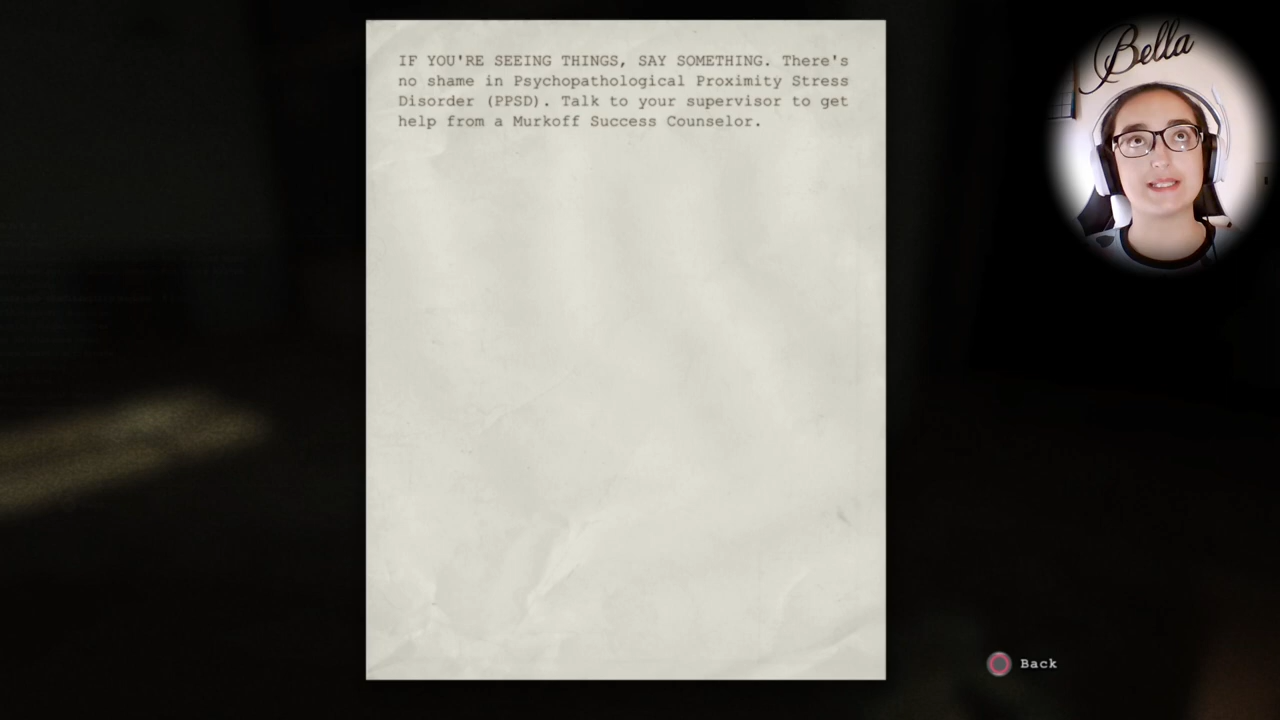 IF YOU'RE SEEING THINGS, SAY SOMETHING. There's
no shame in Psychopathological Proximity Stress
Disorder (PPSD). Talk to your supervisor to get
help from a Murkoff Success Counselor.
Bella
Back